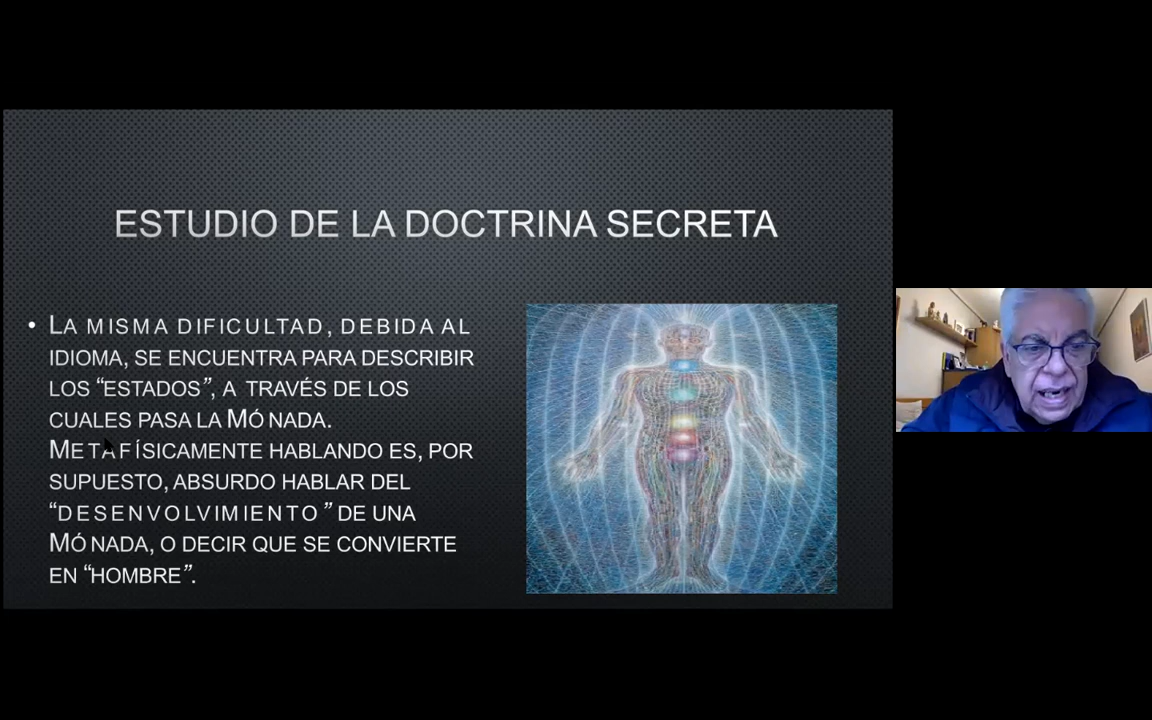 ESTUDIO DE LA DOCTRINA SECRETA
• LA MISMA DIFICULTAD, DEBIDA AL
IDIOMA, SE ENCUENTRA PARA DESCRIBIR
LOS “ESTADOS”, A TRAVÉS DE LOS
CUALES PASA LA MÓNADA.
METAFÍSICAMENTE HABLANDO ES, POR
SUPUESTO, ABSURDO HABLAR DEL
“DESENVOLVIMIENTO” DE UNA
MÓNADA, O DECIR QUE SE CONVIERTE
EN “HOMBRE”.